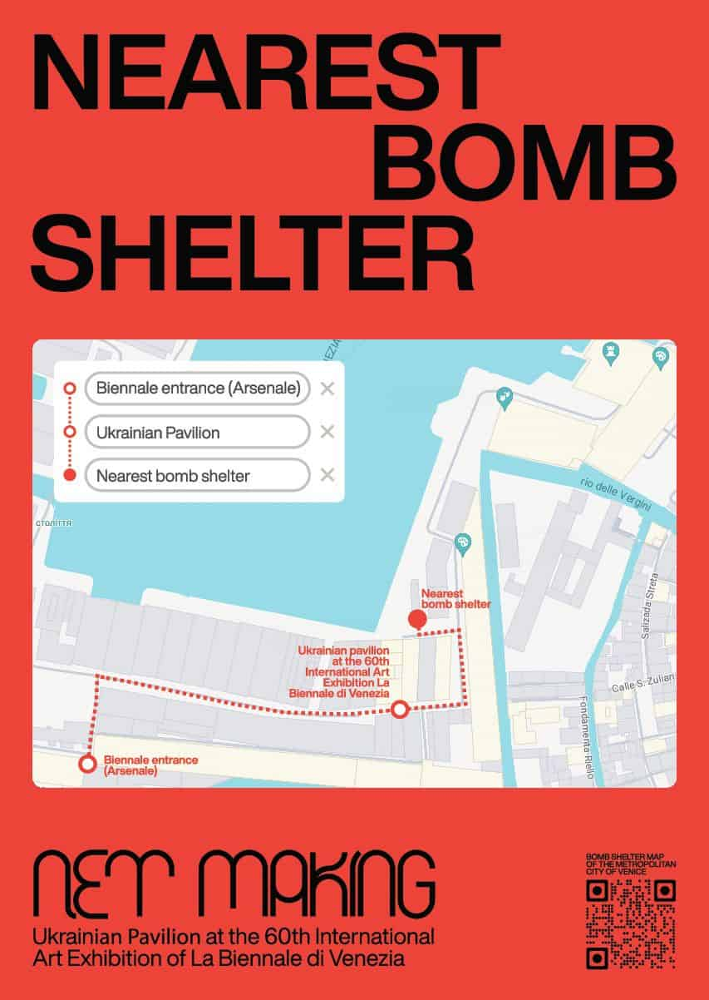 NEAREST
BOMB
SHELTER
EZIA
Biennale entrance (Arsenale)
Ukrainian Pavilion
Nearest bomb shelter
століття
rio delle Vergini
Salizada Streta
Nearest
bomb shelter
Ukrainian pavilion
at the 60th
International Art
Exhibition La
Biennale di Venezia
Calle S. Zulian
Fondamenta Riello
Biennale entrance
(Arsenale)
NET MAKING
Ukrainian Pavilion at the 60th International
Art Exhibition of La Biennale di Venezia
BOMB SHELTER MAP
OF THE METROPOLITAN
CITY OF VENICE